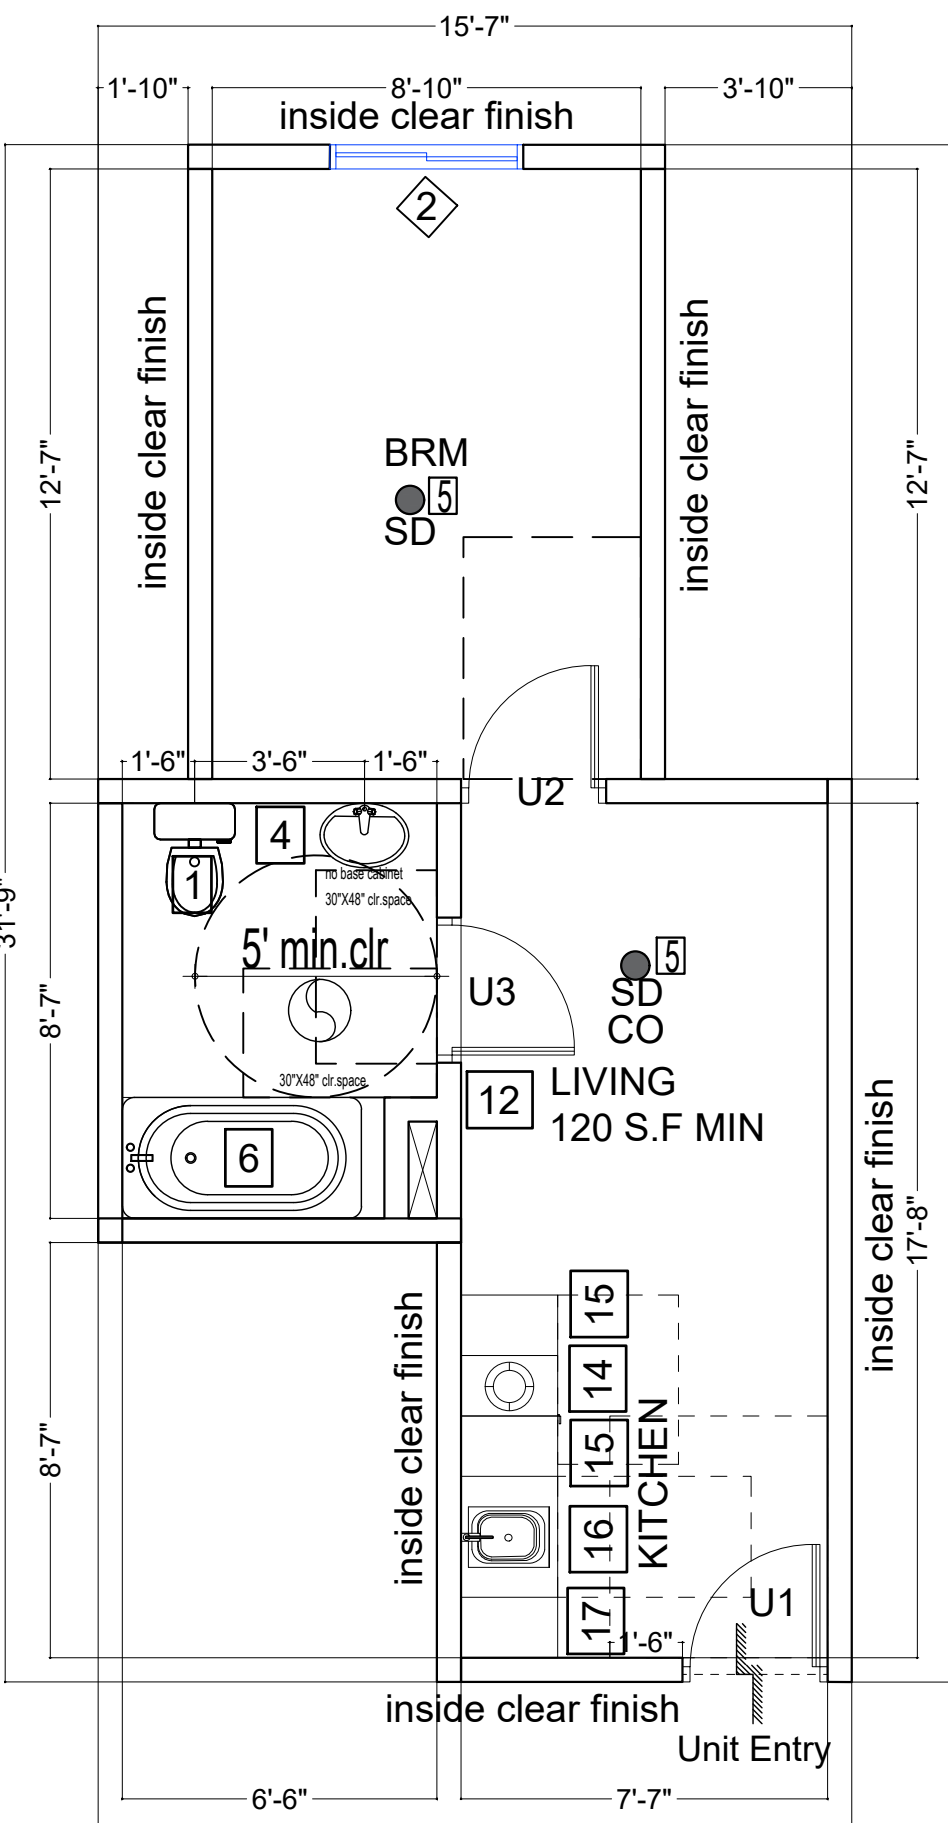 15'-7"
1'-10"
8'-10"
3'-10"
inside clear finish
2
inside clear finish
inside clear finish
12'-7"
12'-7"
BRM
5
SD
1'-6"
3'-6"
1'-6"
U2
4
1
no base cabinet
30"X48" clr.space
31'-9"
5' min.clr
5
SD
CO
U3
8'-7"
30"X48" clr.space
12
LIVING
120 S.F MIN
6
inside clear finish
17'-8"
inside clear finish
15
14
15
KITCHEN
8'-7"
16
17
U1
1'-6"
inside clear finish
Unit Entry
6'-6"
7'-7"